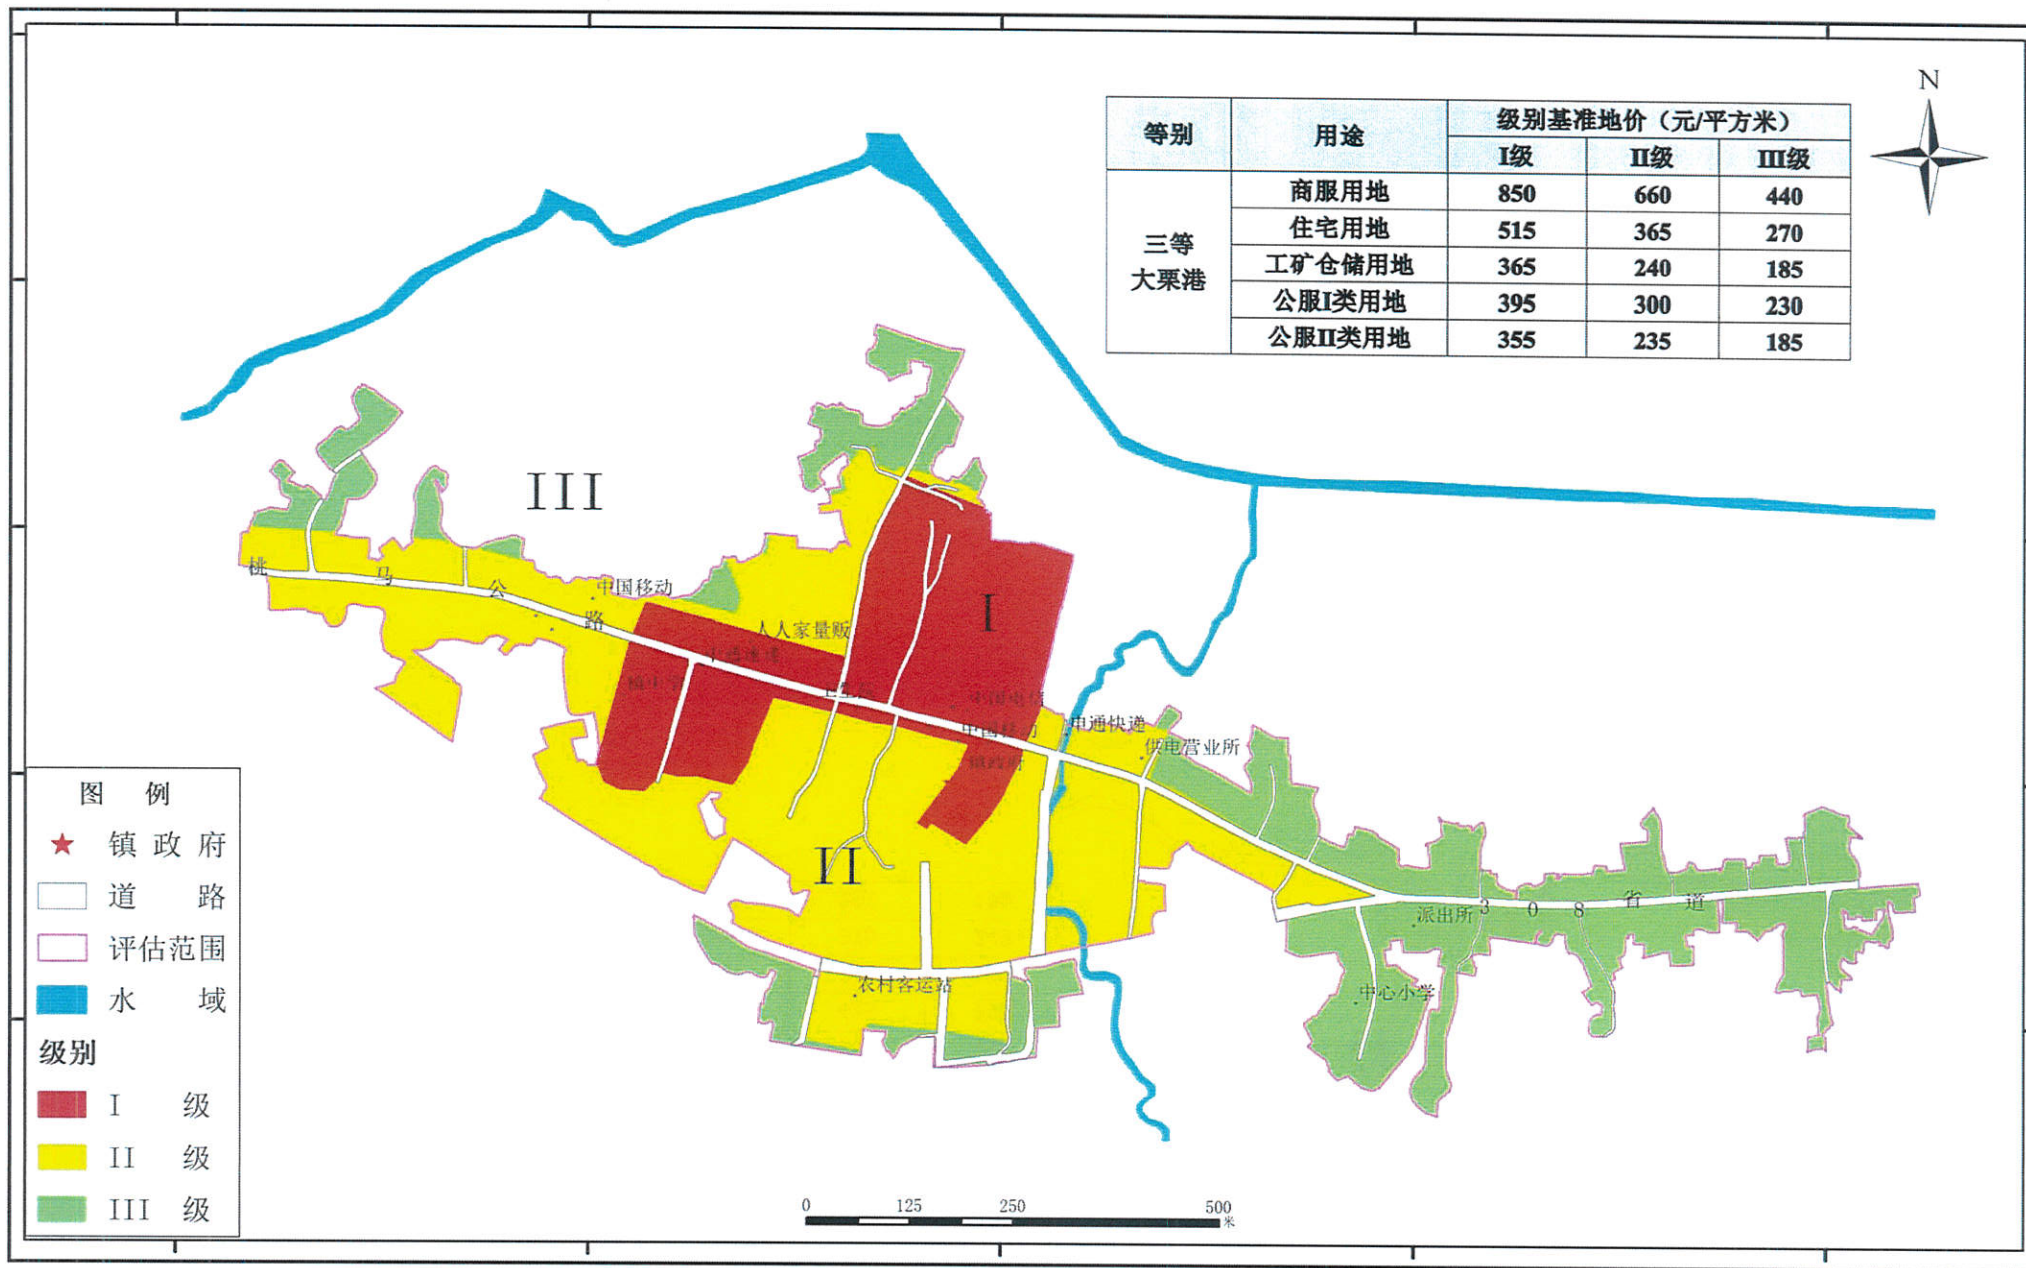 N
等别 用途 级别基准地价（元/平方米）
I级 II级 III级
三等
大栗港
商服用地 850 660 440
住宅用地 515 365 270
工矿仓储用地 365 240 185
公服I类用地 395 300 230
公服II类用地 355 235 185
III
桃 马 公 路
中国移动
人人家量贩
I
申通快递
供电营业所
II
308省道
派出所
中心小学
农村客运站
图 例
镇政府
道 路
评估范围
水 域
级别
I 级
II 级
III 级
0 125 250 500
米